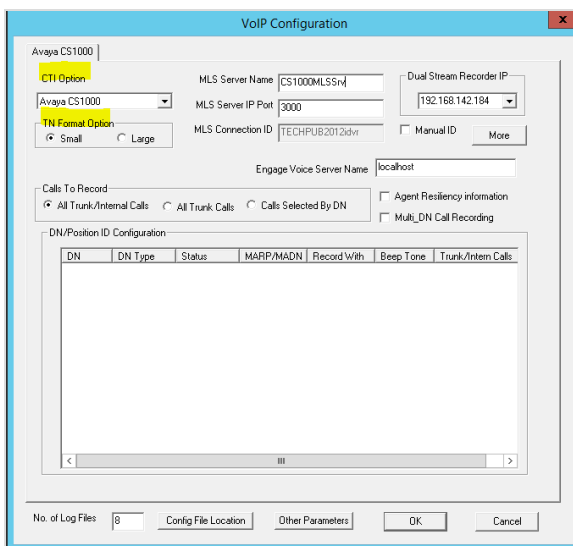 VoIP Configuration
x
Avaya CS1000
CTI Option
Avaya CS1000
MLS Server Name CS1000MLSSrv
Dual Stream Recorder IP
192.168.142.184
MLS Server IP Port 3000
TN Format Option
Small Large
MLS Connection ID TECHPUB2012idvr
Manual ID More
Engage Voice Server Name localhost
Calls To Record
All Trunk/Internal Calls All Trunk Calls Calls Selected By DN
Agent Resiliency information
Multi_DN Call Recording
DN/Position ID Configuration
DN DN Type Status MARP/MADN Record With Beep Tone Trunk/Intern Calls
No. of Log Files 8 Config File Location Other Parameters OK Cancel